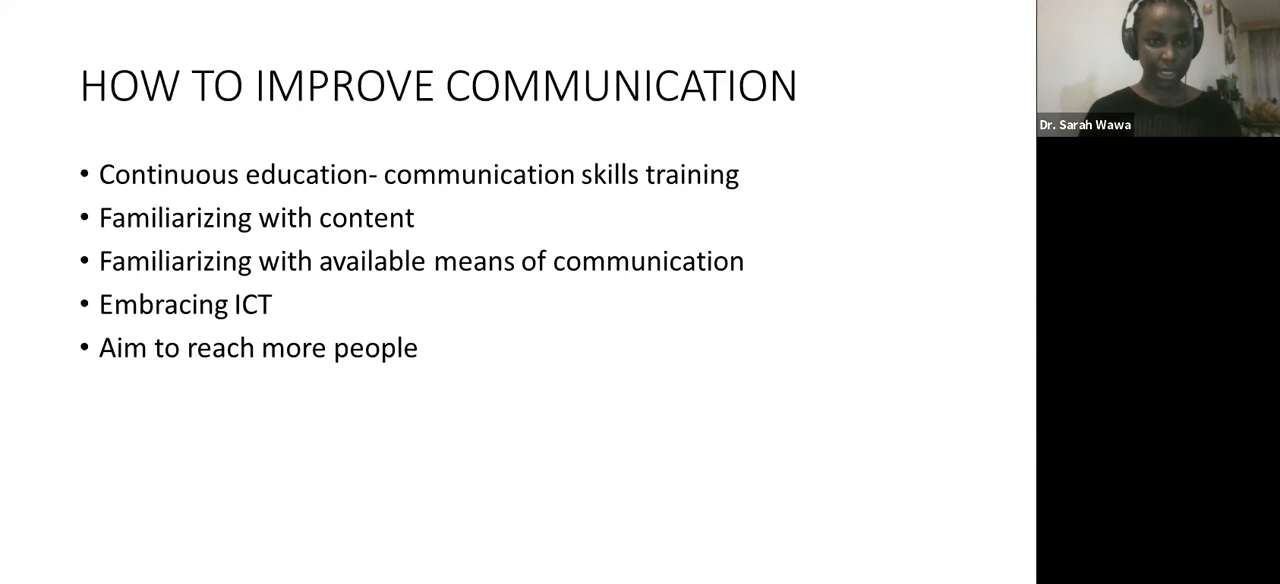 HOW TO IMPROVE COMMUNICATION
• Continuous education- communication skills training
• Familiarizing with content
• Familiarizing with available means of communication
• Embracing ICT
• Aim to reach more people
Dr. Sarah Wawa